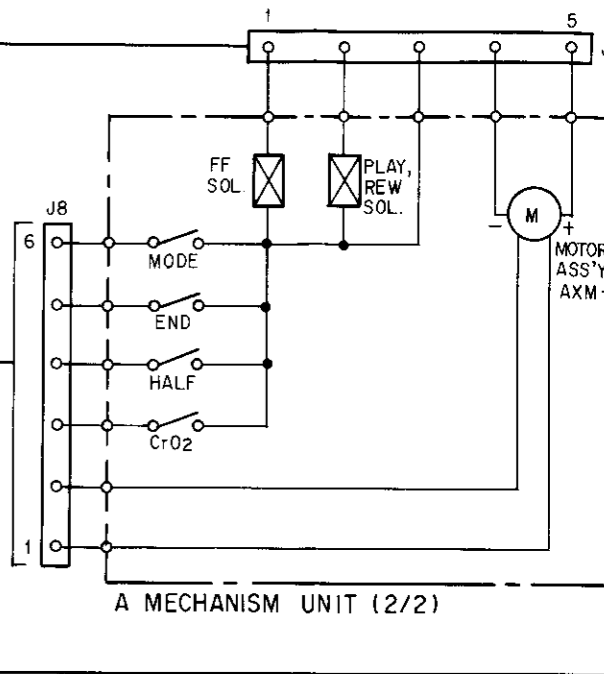 1
5
FF
SOL.
PLAY,
REW
SOL.
J8
6
M
- +
MODE
MOTOR
ASS'Y
AXM-
END
HALF
CrO2
1
A MECHANISM UNIT (2/2)